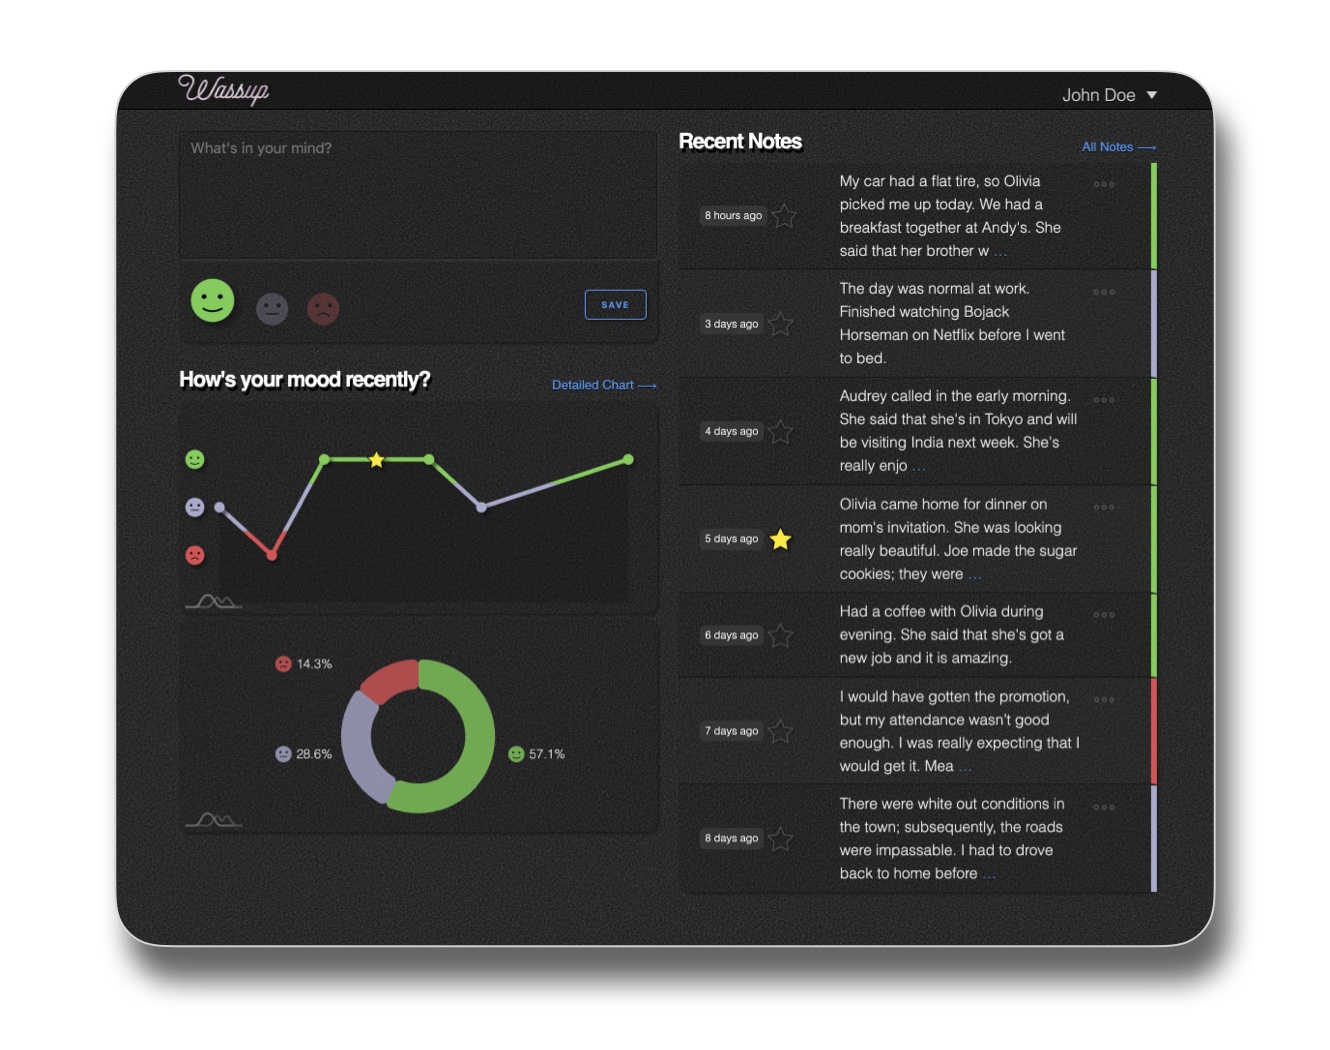 Wassup
John Doe
What's in your mind?
SAVE
How's your mood recently?
Detailed Chart
14.3%
28.6%
57.1%
Recent Notes
All Notes
8 hours ago
My car had a flat tire, so Olivia
picked me up today. We had a
breakfast together at Andy's. She
said that her brother w ...
3 days ago
The day was normal at work.
Finished watching Bojack
Horseman on Netflix before I went
to bed.
4 days ago
Audrey called in the early morning.
She said that she's in Tokyo and will
be visiting India next week. She's
really enjo ...
5 days ago
Olivia came home for dinner on
mom's invitation. She was looking
really beautiful. Joe made the sugar
cookies; they were ...
6 days ago
Had a coffee with Olivia during
evening. She said that she's got a
new job and it is amazing.
7 days ago
I would have gotten the promotion,
but my attendance wasn't good
enough. I was really expecting that I
would get it. Mea ...
8 days ago
There were white out conditions in
the town; subsequently, the roads
were impassable. I had to drove
back to home before ...